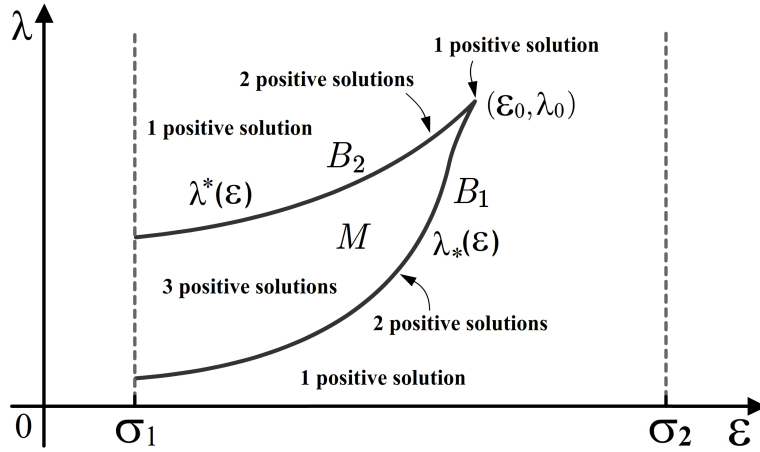 λ
1 positive solution
2 positive solutions
(ε₀, λ₀)
1 positive solution
B₂
λ*(ε)
B₁
M
λ₊(ε)
3 positive solutions
2 positive solutions
1 positive solution
0
σ₁
σ₂
ε